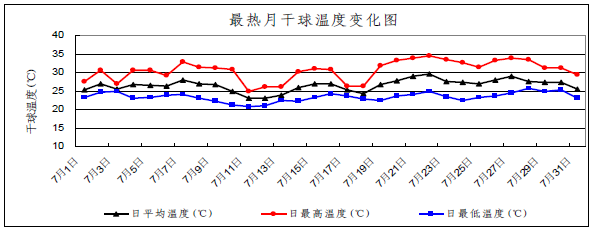 最热月干球温度变化图
干球温度(℃)
40
35
30
25
20
15
10
7月1日
7月3日
7月5日
7月7日
7月9日
7月11日
7月13日
7月15日
7月17日
7月19日
7月21日
7月23日
7月25日
7月27日
7月29日
7月31日
日平均温度(℃)
日最高温度(℃)
日最低温度(℃)